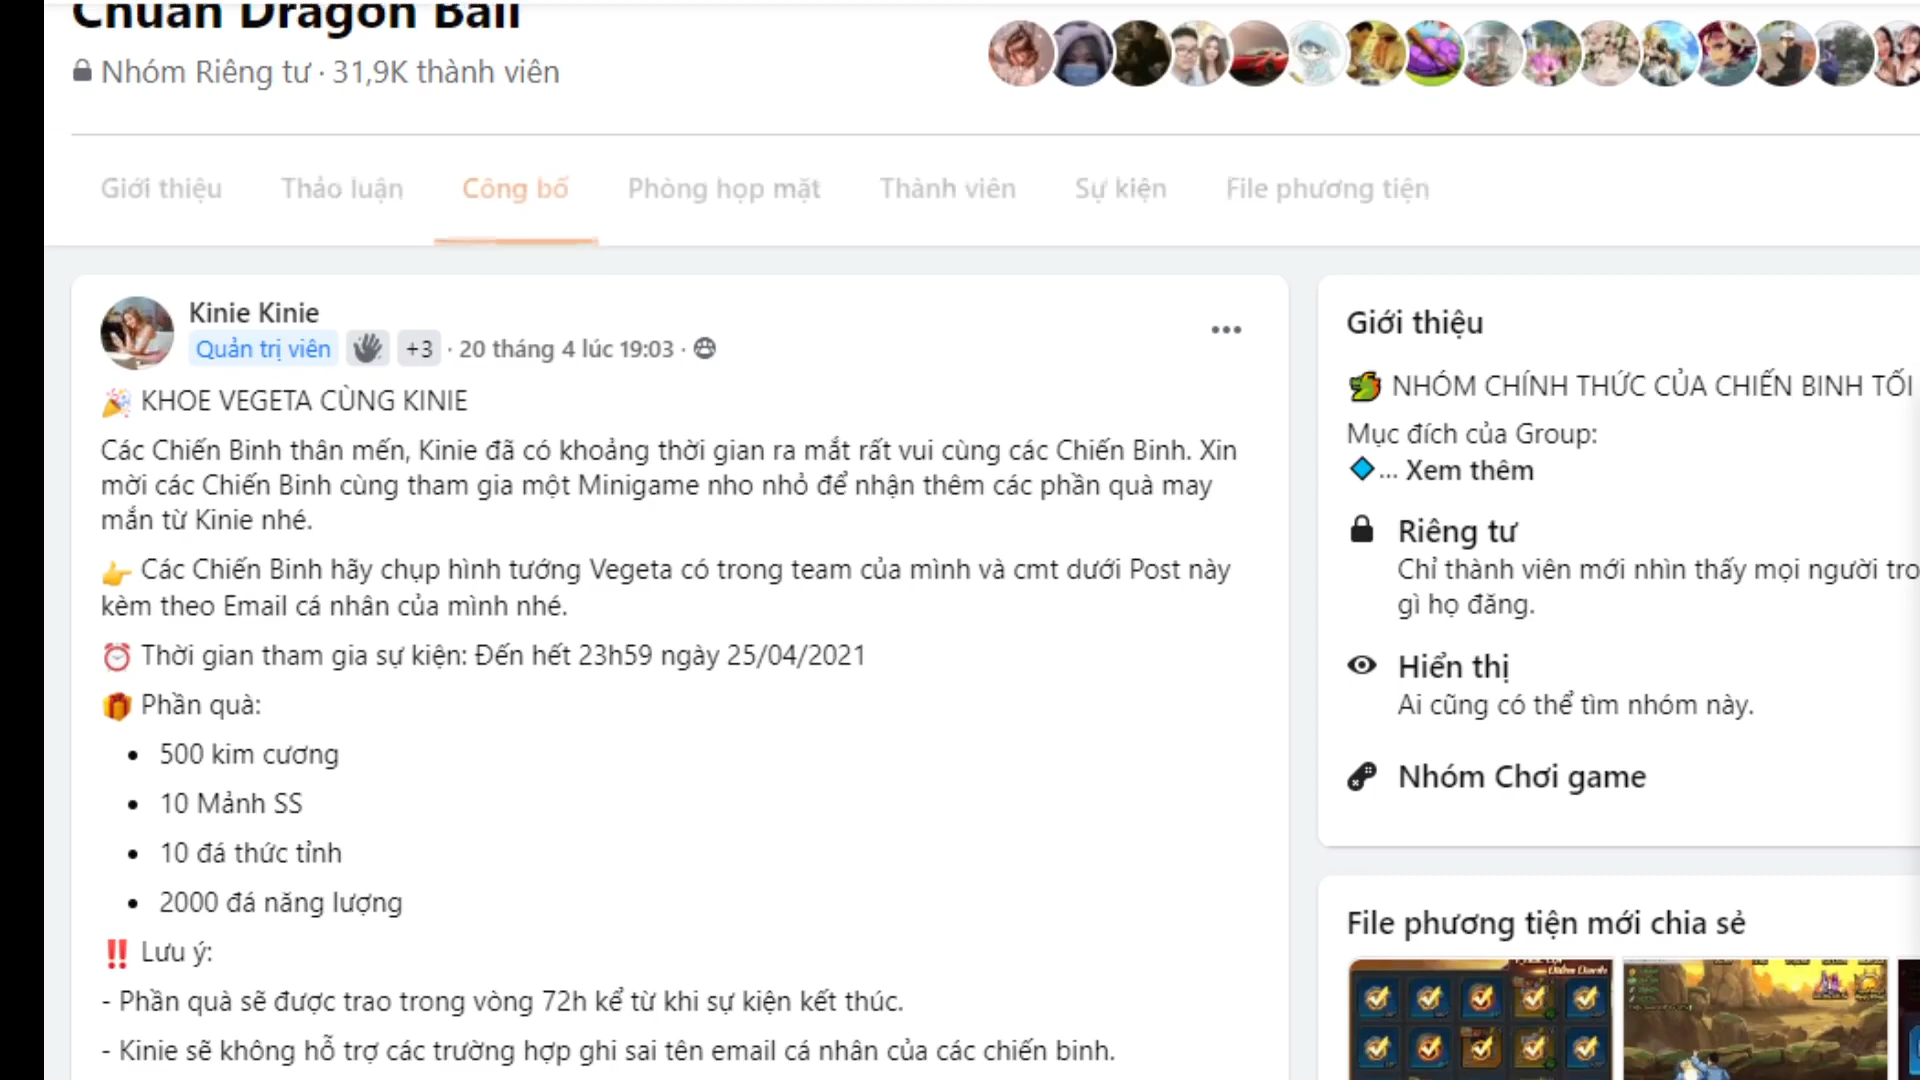 Chuẩn Dragon Ball
Nhóm Riêng tư · 31,9K thành viên
Giới thiệu Thảo luận Công bố Phòng họp mặt Thành viên Sự kiện File phương tiện
Kinie Kinie
Quản trị viên +3 · 20 tháng 4 lúc 19:03 ·
KHOE VEGETA CÙNG KINIE
Các Chiến Binh thân mến, Kinie đã có khoảng thời gian ra mắt rất vui cùng các Chiến Binh. Xin
mời các Chiến Binh cùng tham gia một Minigame nho nhỏ để nhận thêm các phần quà may
mắn từ Kinie nhé.
👉 Các Chiến Binh hãy chụp hình tướng Vegeta có trong team của mình và cmt dưới Post này
kèm theo Email cá nhân của mình nhé.
Thời gian tham gia sự kiện: Đến hết 23h59 ngày 25/04/2021
Phần quà:
• 500 kim cương
• 10 Mảnh SS
• 10 đá thức tỉnh
• 2000 đá năng lượng
‼️ Lưu ý:
- Phần quà sẽ được trao trong vòng 72h kể từ khi sự kiện kết thúc.
- Kinie sẽ không hỗ trợ các trường hợp ghi sai tên email cá nhân của các chiến binh.
Giới thiệu
NHÓM CHÍNH THỨC CỦA CHIẾN BINH TỐI
Mục đích của Group:
... Xem thêm
Riêng tư
Chỉ thành viên mới nhìn thấy mọi người tro
gì họ đăng.
Hiển thị
Ai cũng có thể tìm nhóm này.
Nhóm Chơi game
File phương tiện mới chia sẻ